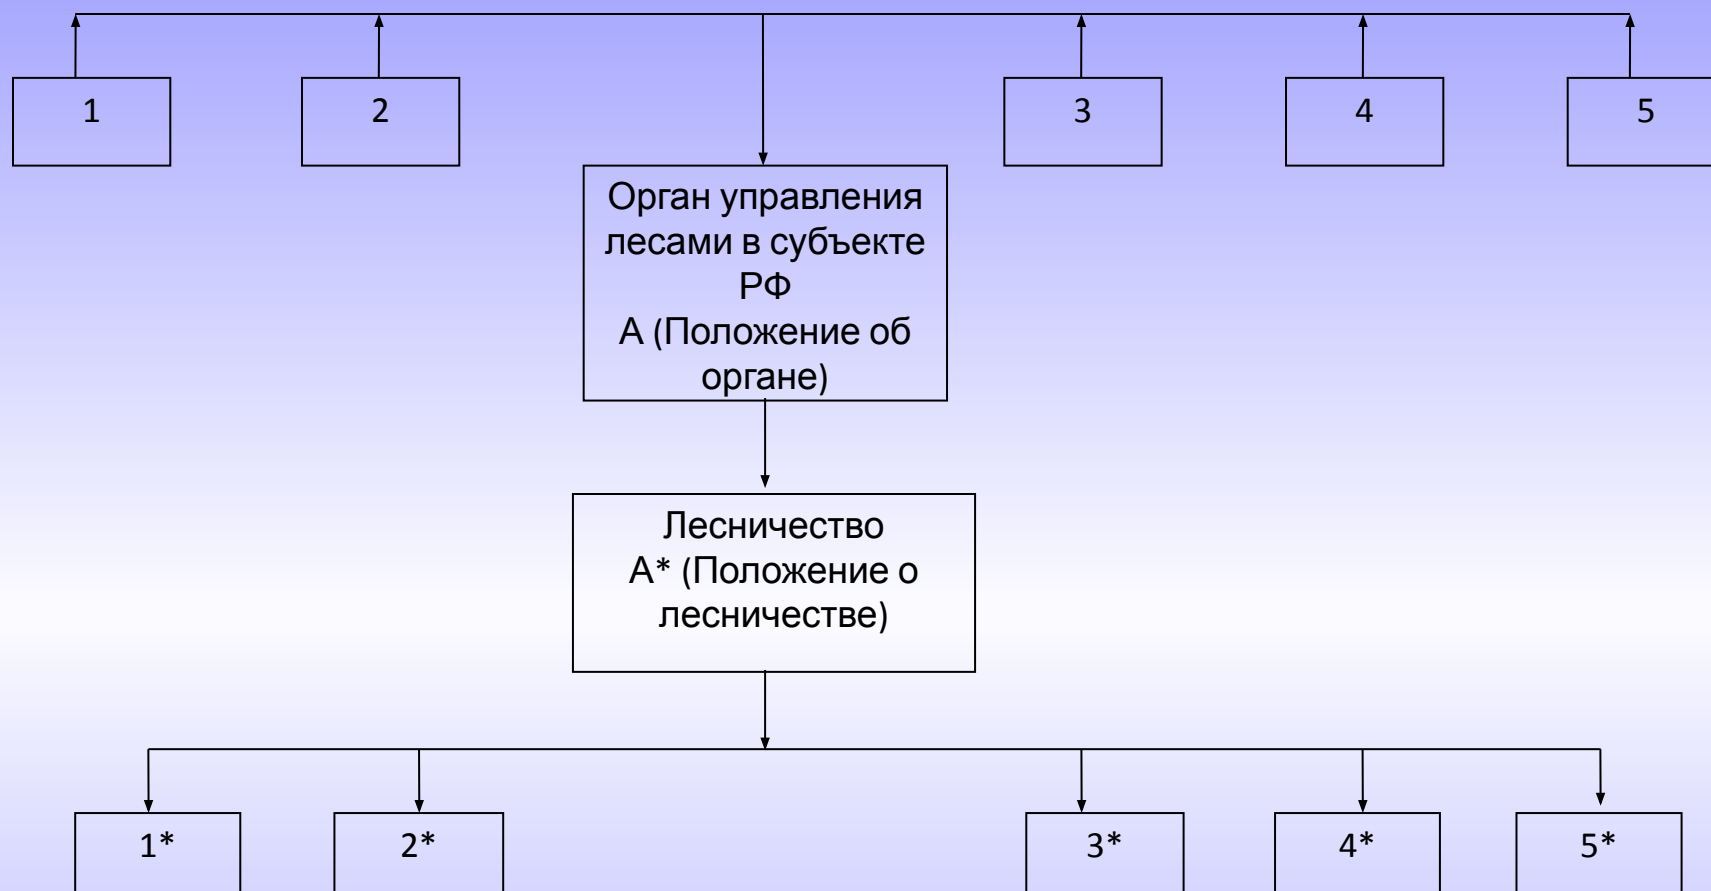 1
2
3
4
5
Орган управления
лесами в субъекте
РФ
А (Положение об
органе)
Лесничество
А* (Положение о
лесничестве)
1*
2*
3*
4*
5*